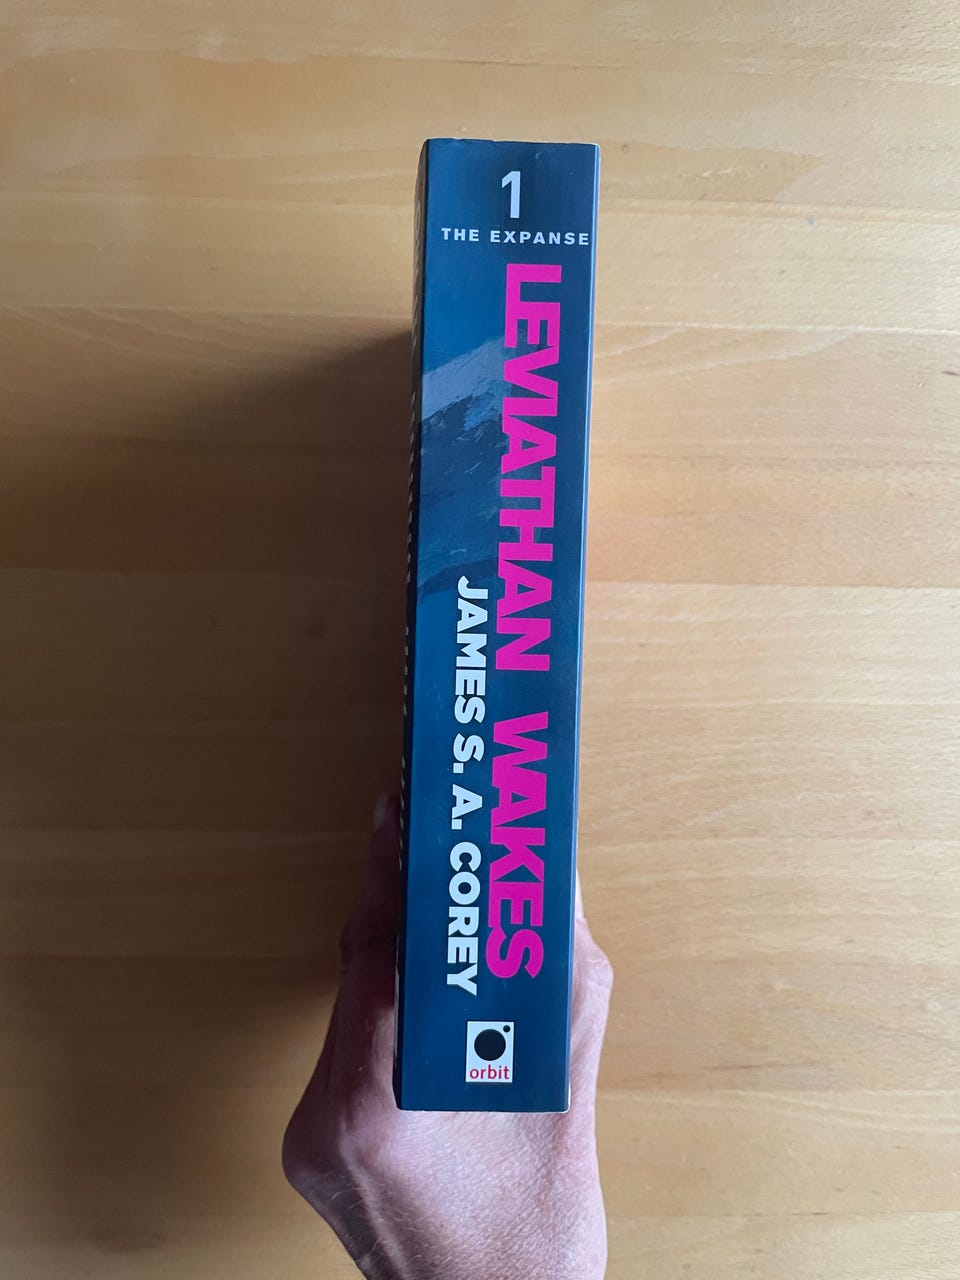 1
THE EXPANSE
LEVIATHAN WAKES
JAMES S. A. COREY
orbit